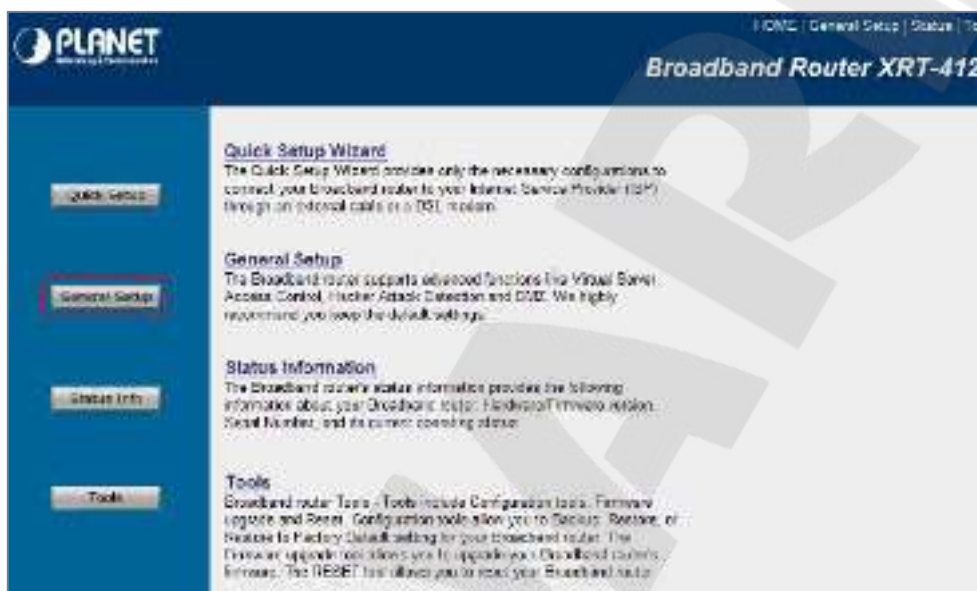 PLANET
Networking & Communication
HOME | General Setup | Status | To
Broadband Router XRT-412
Quick Setup
General Setup
Status Info
Tools
Quick Setup Wizard
The Quick Setup Wizard provides only the necessary configurations to
connect your broadband router to your Internet Service Provider (ISP)
through an external cable or a DSL modem.
General Setup
The Broadband router supports advanced functions like Virtual Server,
Access Control, Hacker Attack Detection and DMZ. We highly
recommend you keep the default settings.
Status Information
The Broadband router's status information provides the following
information about your Broadband router: Hardware/Firmware version,
Serial Number, and its current operating status.
Tools
Broadband router Tools - Tools include Configuration tools, Firmware
upgrade and Reset. Configuration tools allow you to Backup, Restore, or
Restore to Factory Default setting for your Broadband router. The
Firmware upgrade tool allows you to upgrade your Broadband router's
firmware. The RESET tool allows you to reset your Broadband router.